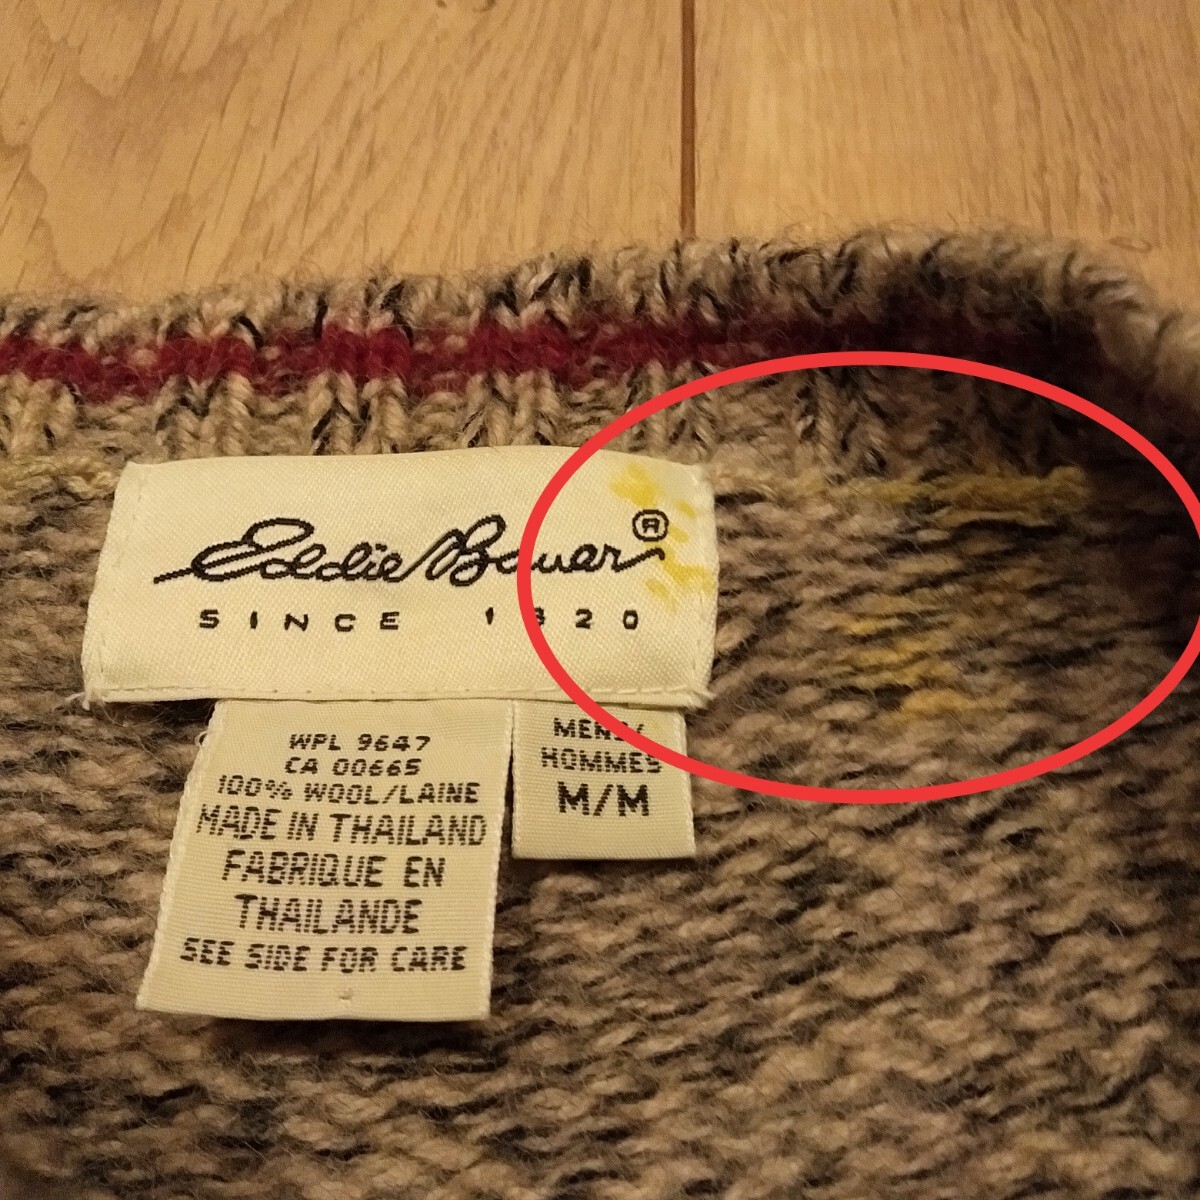 Eddie Bauer®
SINCE 1920
WPL 9647
CA 00665
100% WOOL/LAINE
MADE IN THAILAND
FABRIQUE EN
THAILANDE
SEE SIDE FOR CARE
MENS/
HOMMES
M/M